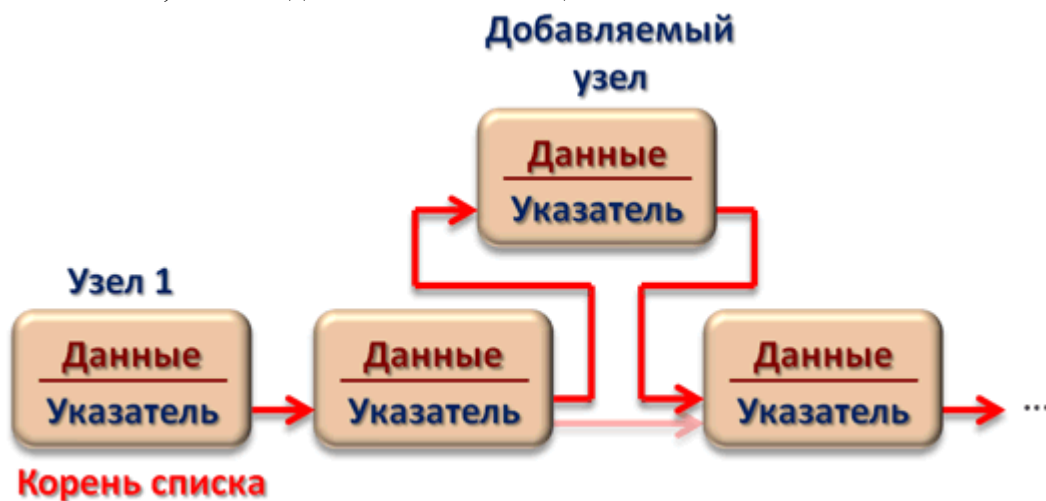 Добавляемый
узел
Данные
Указатель
Узел 1
Данные
Указатель
Данные
Указатель
Данные
Указатель
...
Корень списка